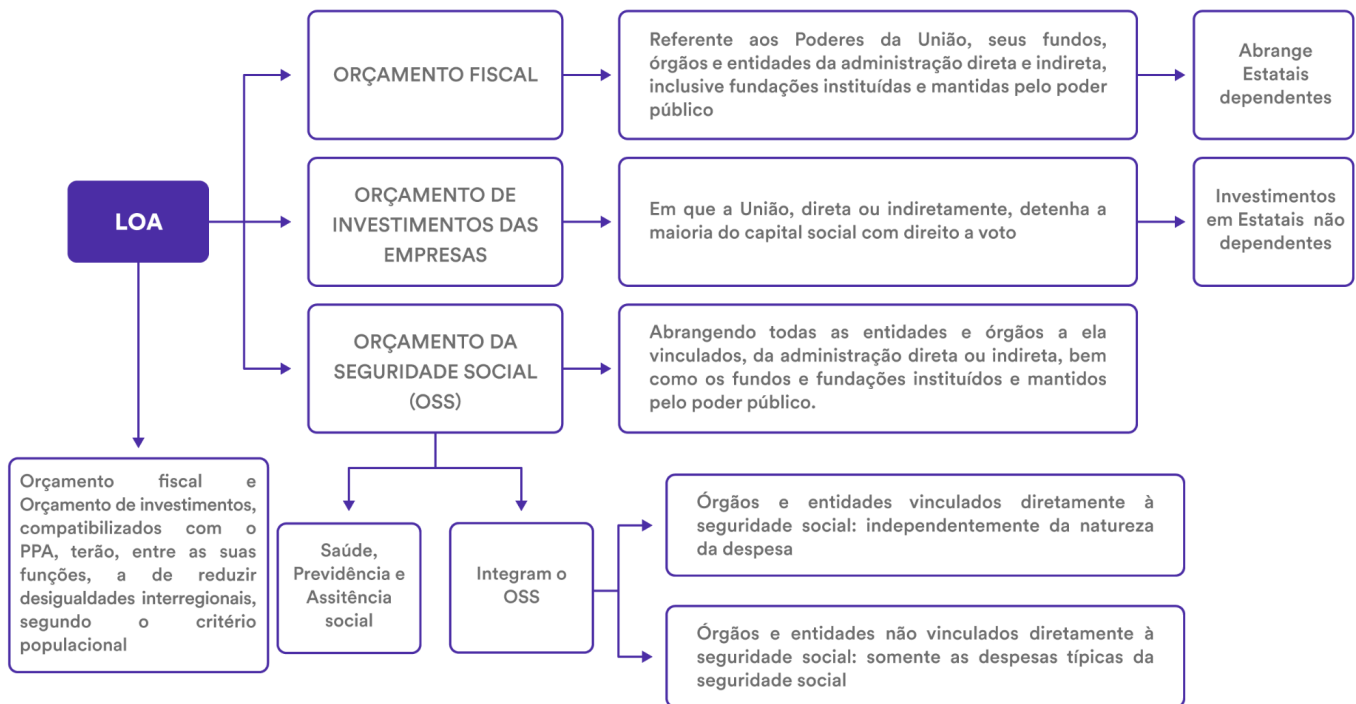 ORÇAMENTO FISCAL
Referente aos Poderes da União, seus fundos,
órgãos e entidades da administração direta e indireta,
inclusive fundações instituídas e mantidas pelo poder
público
Abrange
Estatais
dependentes
LOA
ORÇAMENTO DE
INVESTIMENTOS DAS
EMPRESAS
Em que a União, direta ou indiretamente, detenha a
maioria do capital social com direito a voto
Investimentos
em Estatais não
dependentes
ORÇAMENTO DA
SEGURIDADE SOCIAL
(OSS)
Abrangendo todas as entidades e órgãos a ela
vinculados, da administração direta ou indireta, bem
como os fundos e fundações instituídos e mantidos
pelo poder público.
Orçamento fiscal e
Orçamento de investimentos,
compatibilizados com o
PPA, terão, entre as suas
funções, a de reduzir
desigualdades interregionais,
segundo o critério
populacional
Saúde,
Previdência e
Assitência
social
Integram o
OSS
Órgãos e entidades vinculados diretamente à
seguridade social: independentemente da natureza
da despesa
Órgãos e entidades não vinculados diretamente à
seguridade social: somente as despesas típicas da
seguridade social